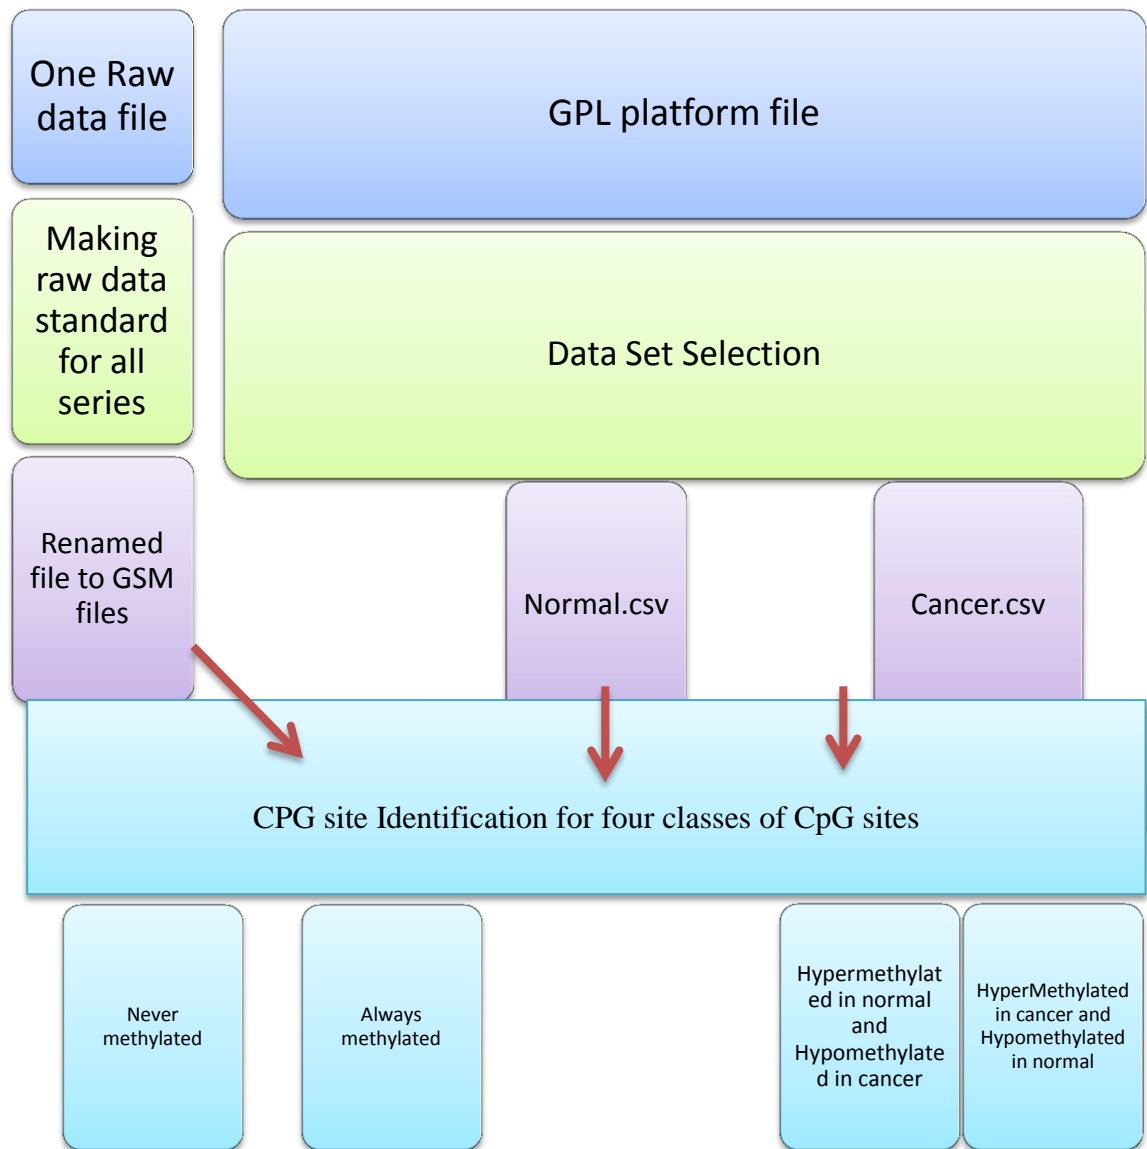 One Raw
data file
GPL platform file
Making
raw data
standard
for all
series
Data Set Selection
Renamed
file to GSM
files
Normal.csv
Cancer.csv
CPG site Identification for four classes of CpG sites
Never
methylated
Always
methylated
Hypermethylat
ed in normal
and
Hypomethylate
d in cancer
HyperMethylated
in cancer and
Hypomethylated
in normal